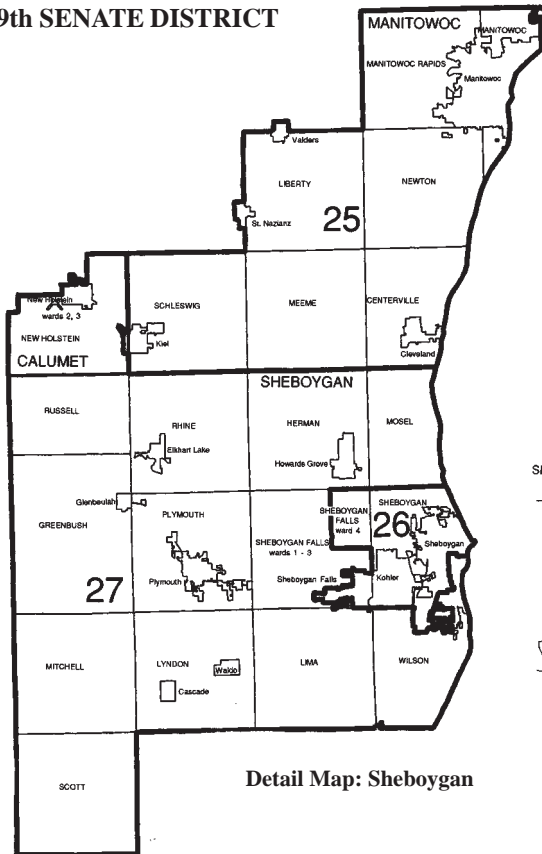 9th SENATE DISTRICT
MANITOWOC
MANITOWOC
MANITOWOC RAPIDS
Manitowoc
Valders
LIBERTY
NEWTON
St. Nazianz
25
New Holstein
wards 2, 3
SCHLESWIG
MEEME
CENTERVILLE
NEW HOLSTEIN
Kiel
Cleveland
CALUMET
SHEBOYGAN
RUSSELL
RHINE
HERMAN
MOSEL
Elkhart Lake
Howards Grove
Glenbeulah
GREENBUSH
PLYMOUTH
SHEBOYGAN FALLS
wards 1 - 3
SHEBOYGAN
FALLS
ward 4
SHEBOYGAN
26
Sheboygan
Plymouth
Sheboygan Falls
Kohler
27
MITCHELL
LYNDON
Waldo
LIMA
WILSON
Cascade
SCOTT
Detail Map: Sheboygan